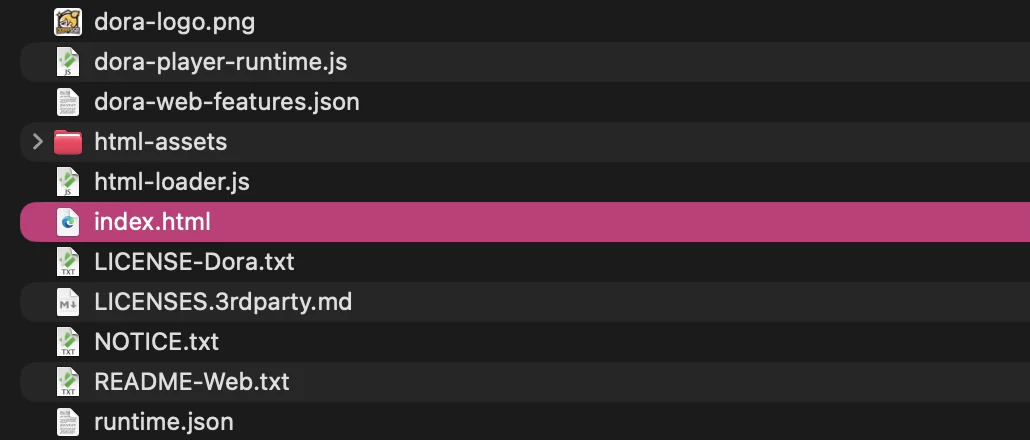 dora-logo.png
dora-player-runtime.js
dora-web-features.json
html-assets
html-loader.js
index.html
LICENSE-Dora.txt
LICENSES.3rdparty.md
NOTICE.txt
README-Web.txt
runtime.json